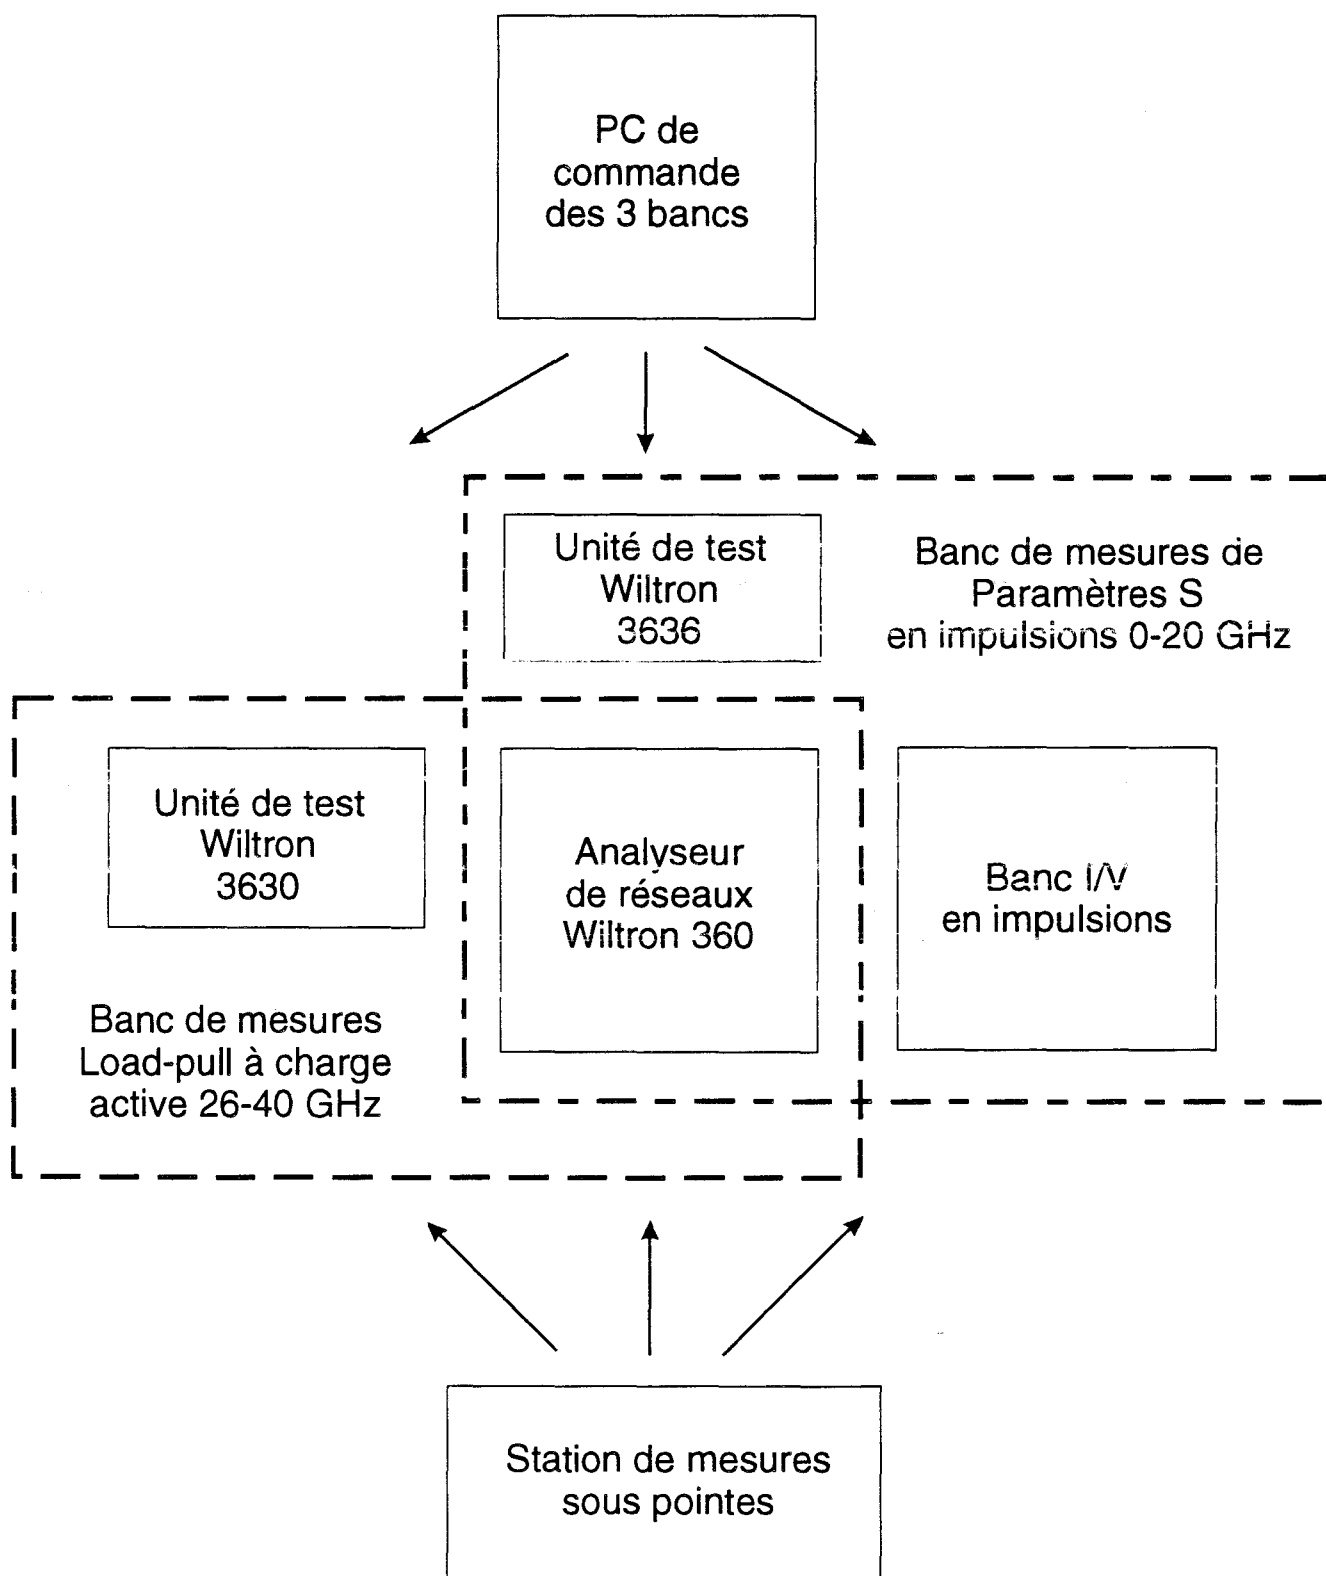 PC de
commande
des 3 bancs
Unité de test
Wiltron
3636
Banc de mesures de
Paramètres S
en impulsions 0-20 GHz
Unité de test
Wiltron
3630
Analyseur
de réseaux
Wiltron 360
Banc I/V
en impulsions
Banc de mesures
Load-pull à charge
active 26-40 GHz
Station de mesures
sous pointes